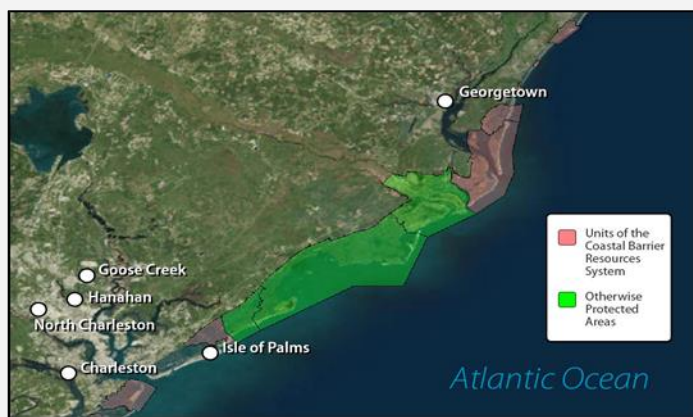 Georgetown
Units of the
Coastal Barrier
Resources
System
Otherwise
Protected
Areas
Goose Creek
Hanahan
North Charleston
Isle of Palms
Charleston
Atlantic Ocean